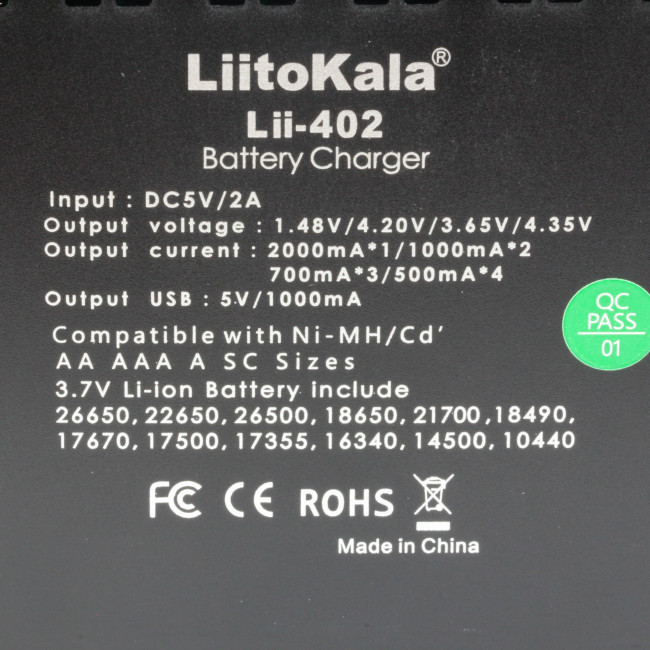 LiitoKala®
Lii-402
Battery Charger
Input : DC5V/2A
Output voltage : 1.48V/4.20V/3.65V/4.35V
Output current : 2000mA*1/1000mA*2
700mA*3/500mA*4
Output USB : 5V/1000mA
Compatible with Ni-MH/Cd'
AA AAA A SC Sizes
3.7V Li-ion Battery include
26650, 22650, 26500, 18650, 21700 ,18490,
17670, 17500, 17355, 16340, 14500, 10440
FC CE ROHS
Made in China
QC
PASS
01